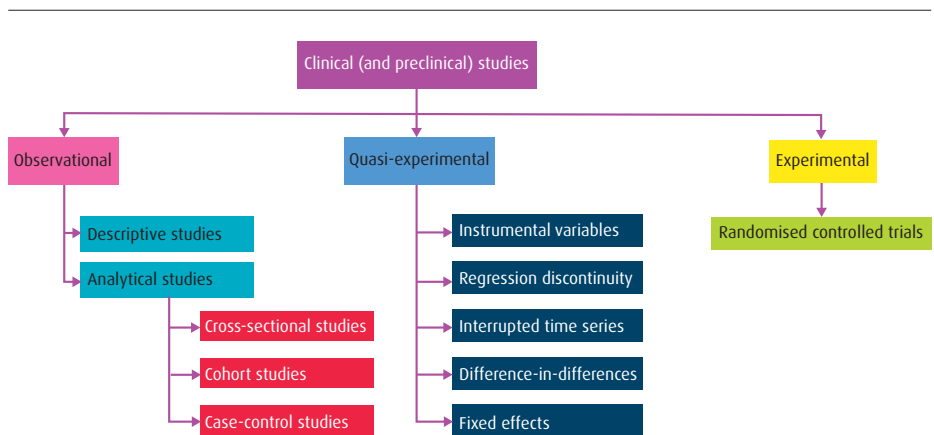 Clinical (and preclinical) studies
Observational
Quasi-experimental
Experimental
Descriptive studies
Analytical studies
Cross-sectional studies
Cohort studies
Case-control studies
Instrumental variables
Regression discontinuity
Interrupted time series
Difference-in-differences
Fixed effects
Randomised controlled trials